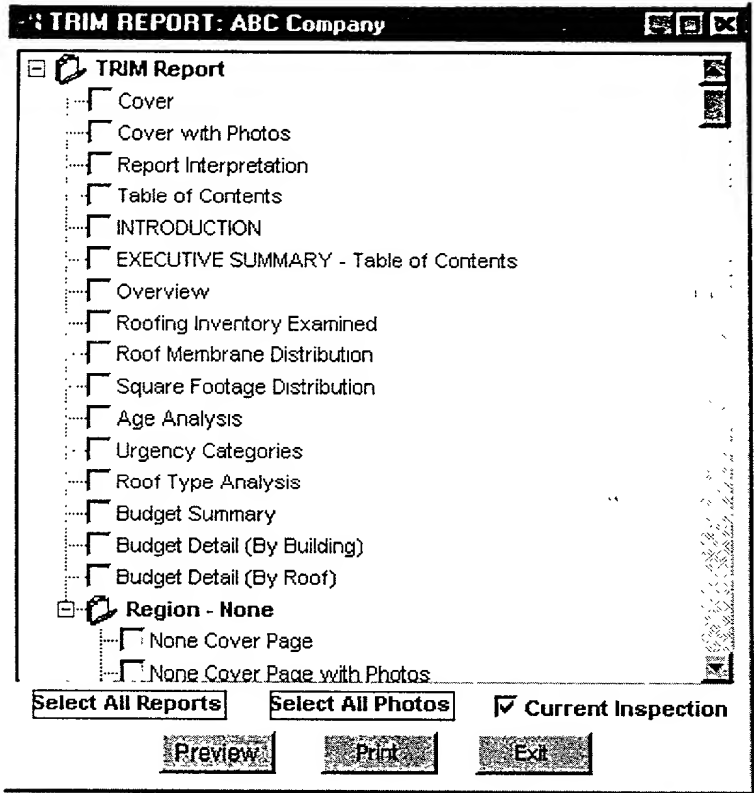 TRIM REPORT: ABC Company
TRIM Report
Cover
Cover with Photos
Report Interpretation
Table of Contents
INTRODUCTION
EXECUTIVE SUMMARY - Table of Contents
Overview
Roofing Inventory Examined
Roof Membrane Distribution
Square Footage Distribution
Age Analysis
Urgency Categories
Roof Type Analysis
Budget Summary
Budget Detail (By Building)
Budget Detail (By Roof)
Region - None
None Cover Page
None Cover Page with Photos
Select All Reports Select All Photos Current Inspection
Preview Print Exit